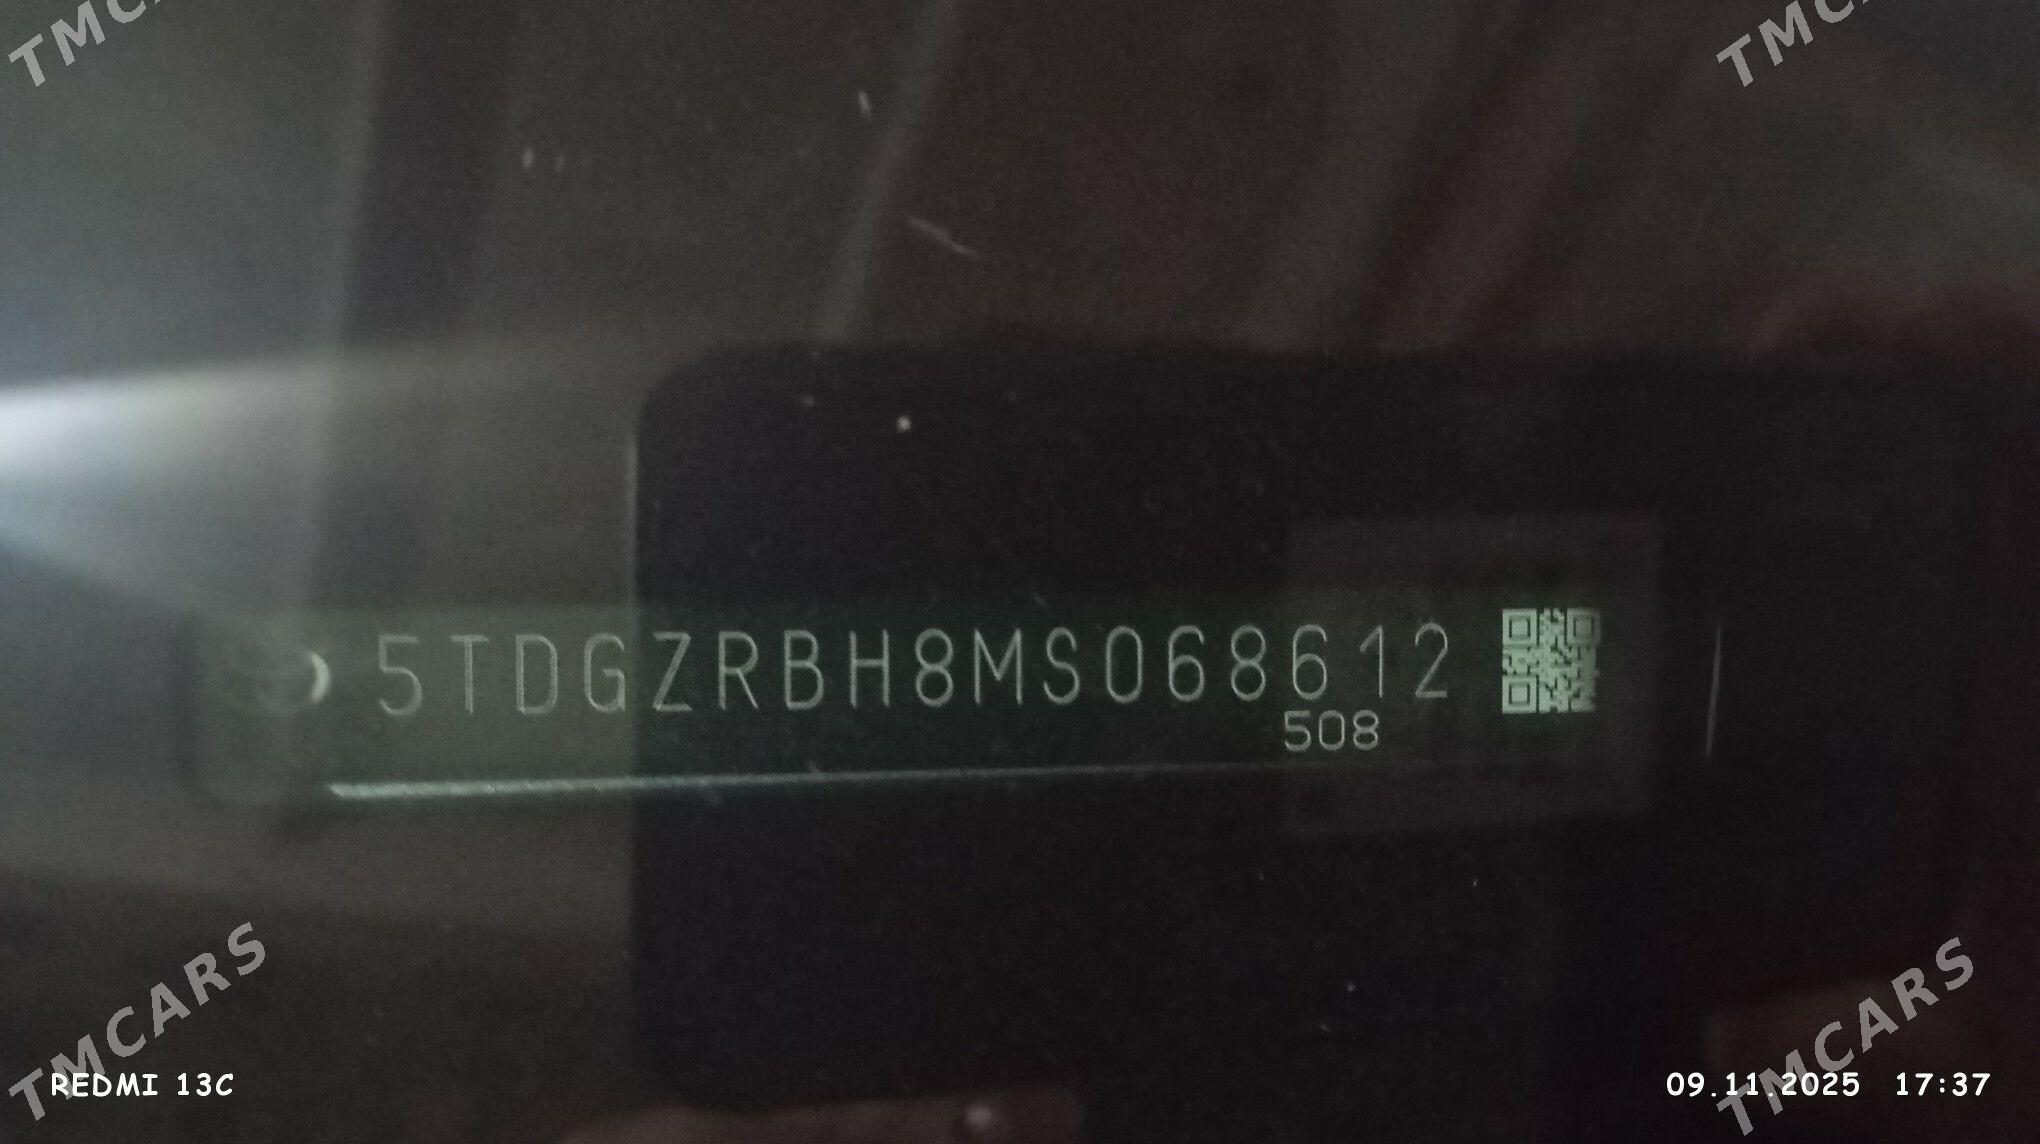 TMCARS
TMCARS
5TDGZRBH8MS068612
508
TMCARS
TMCARS
REDMI 13C
09.11.2025 17:37